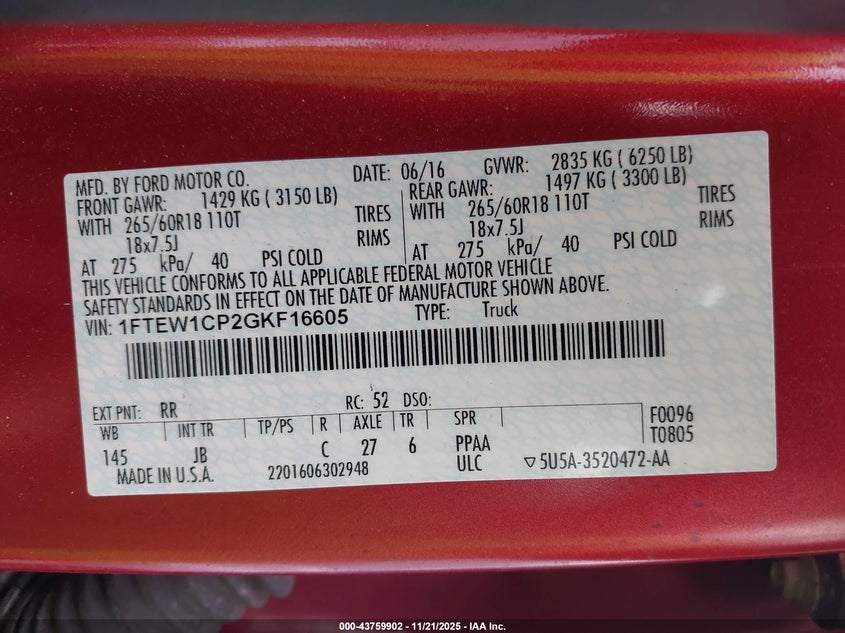 MFD. BY FORD MOTOR CO. DATE: 06/16 GVWR: 2835 KG ( 6250 LB)
FRONT GAWR: 1429 KG ( 3150 LB) REAR GAWR: 1497 KG ( 3300 LB)
WITH 265/60R18 110T TIRES WITH 265/60R18 110T TIRES
18x7.5J RIMS 18x7.5J RIMS
AT 275 kPa/ 40 PSI COLD AT 275 kPa/ 40 PSI COLD
THIS VEHICLE CONFORMS TO ALL APPLICABLE FEDERAL MOTOR VEHICLE
SAFETY STANDARDS IN EFFECT ON THE DATE OF MANUFACTURE SHOWN ABOVE.
VIN: 1FTEW1CP2GKF16605 TYPE: Truck
EXT PNT: RR RC: 52 DSO:
WB INT TR TP/PS R AXLE TR SPR F0096
145 JB C 27 6 PPAA T0805
ULC ▽5U5A-3520472-AA
MADE IN U.S.A. 2201606302948
000-43759902 - 11/21/2025 - IAA Inc.